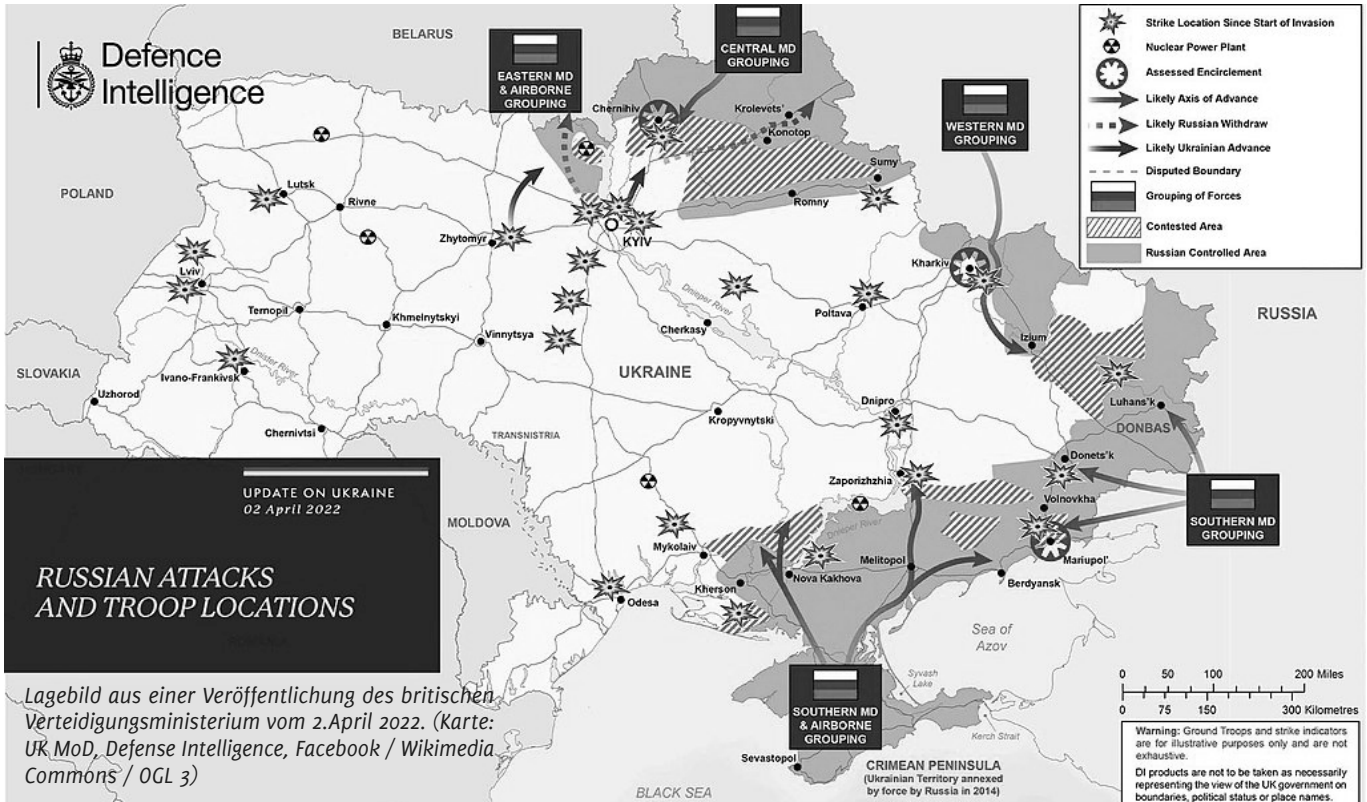 Defence
Intelligence
BELARUS
EASTERN MD
& AIRBORNE
GROUPING
CENTRAL MD
GROUPING
WESTERN MD
GROUPING
Strike Location Since Start of Invasion
Nuclear Power Plant
Assessed Encirclement
Likely Axis of Advance
Likely Russian Withdraw
Likely Ukrainian Advance
Disputed Boundary
Grouping of Forces
Contested Area
Russian Controlled Area
Chernihiv
Krolevets'
Konotop
Sumy
Romny
POLAND
Lutsk
Rivne
Zhytomyr
KYIV
Kharkiv
Lviv
Ternopil
Khmelnytskyi
Vinnytsya
Cherkasy
Dnieper River
Poltava
Izium
RUSSIA
SLOVAKIA
Uzhorod
Ivano-Frankivsk
Dnister River
Chernivtsi
UKRAINE
Kropyvnytski
Dnipro
Luhans'k
DONBAS
TRANSNISTRIA
Donets'k
Zaporizhzhia
Volnovkha
SOUTHERN MD
GROUPING
MOLDOVA
Dnieper River
Mykolaiv
Melitopol
Mariupol'
Nova Kakhova
Berdyansk
Kherson
Odesa
Sea of
Azov
Syvash
Lake
SOUTHERN MD
& AIRBORNE
GROUPING
Kerch Strait
Sevastopol
CRIMEAN PENINSULA
(Ukrainian Territory annexed
by force by Russia in 2014)
BLACK SEA
UPDATE ON UKRAINE
02 April 2022
RUSSIAN ATTACKS
AND TROOP LOCATIONS
ROMANIA
Lagebild aus einer Veröffentlichung des britischen
Verteidigungsministerium vom 2.April 2022. (Karte:
UK MoD, Defense Intelligence, Facebook / Wikimedia
Commons / OGL 3)
0 50 100 200 Miles
0 75 150 300 Kilometres
Warning: Ground Troops and strike indicators
are for illustrative purposes only and are not
exhaustive.
DI products are not to be taken as necessarily
representing the view of the UK government on
boundaries, political status or place names.